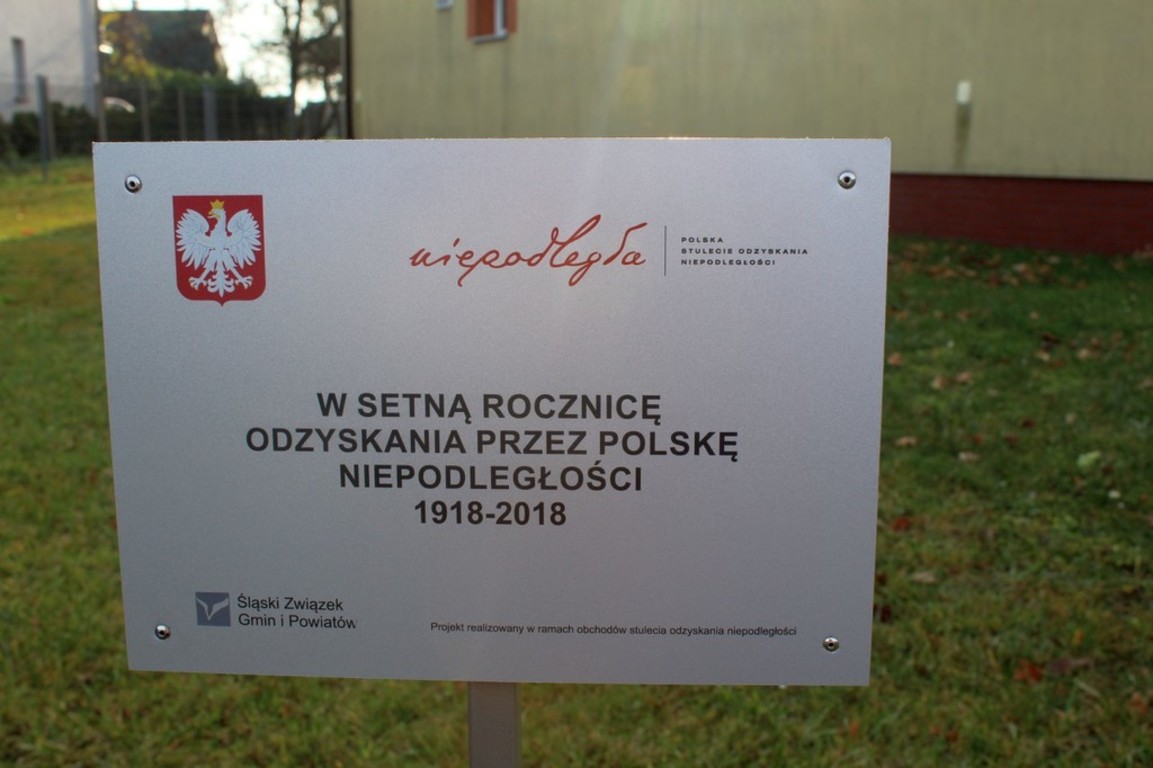 niepodległa
POLSKA
STULECIE ODZYSKANIA
NIEPODLEGŁOŚCI
W SETNĄ ROCZNICĘ
ODZYSKANIA PRZEZ POLSKĘ
NIEPODLEGŁOŚCI
1918-2018
Śląski Związek
Gmin i Powiatów
Projekt realizowany w ramach obchodów stulecia odzyskania niepodległości